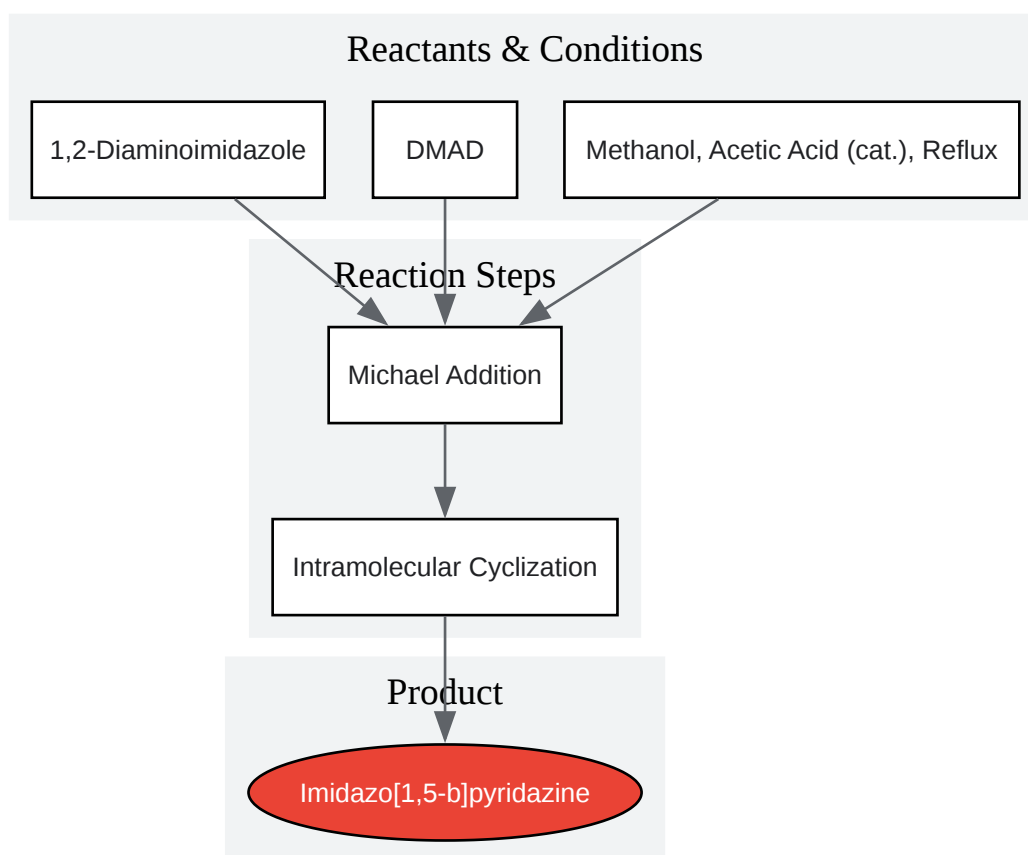 Reactants & Conditions
1,2-Diaminoimidazole
DMAD
Methanol, Acetic Acid (cat.), Reflux
Reaction Steps
Michael Addition
Intramolecular Cyclization
Product
Imidazo[1,5-b]pyridazine